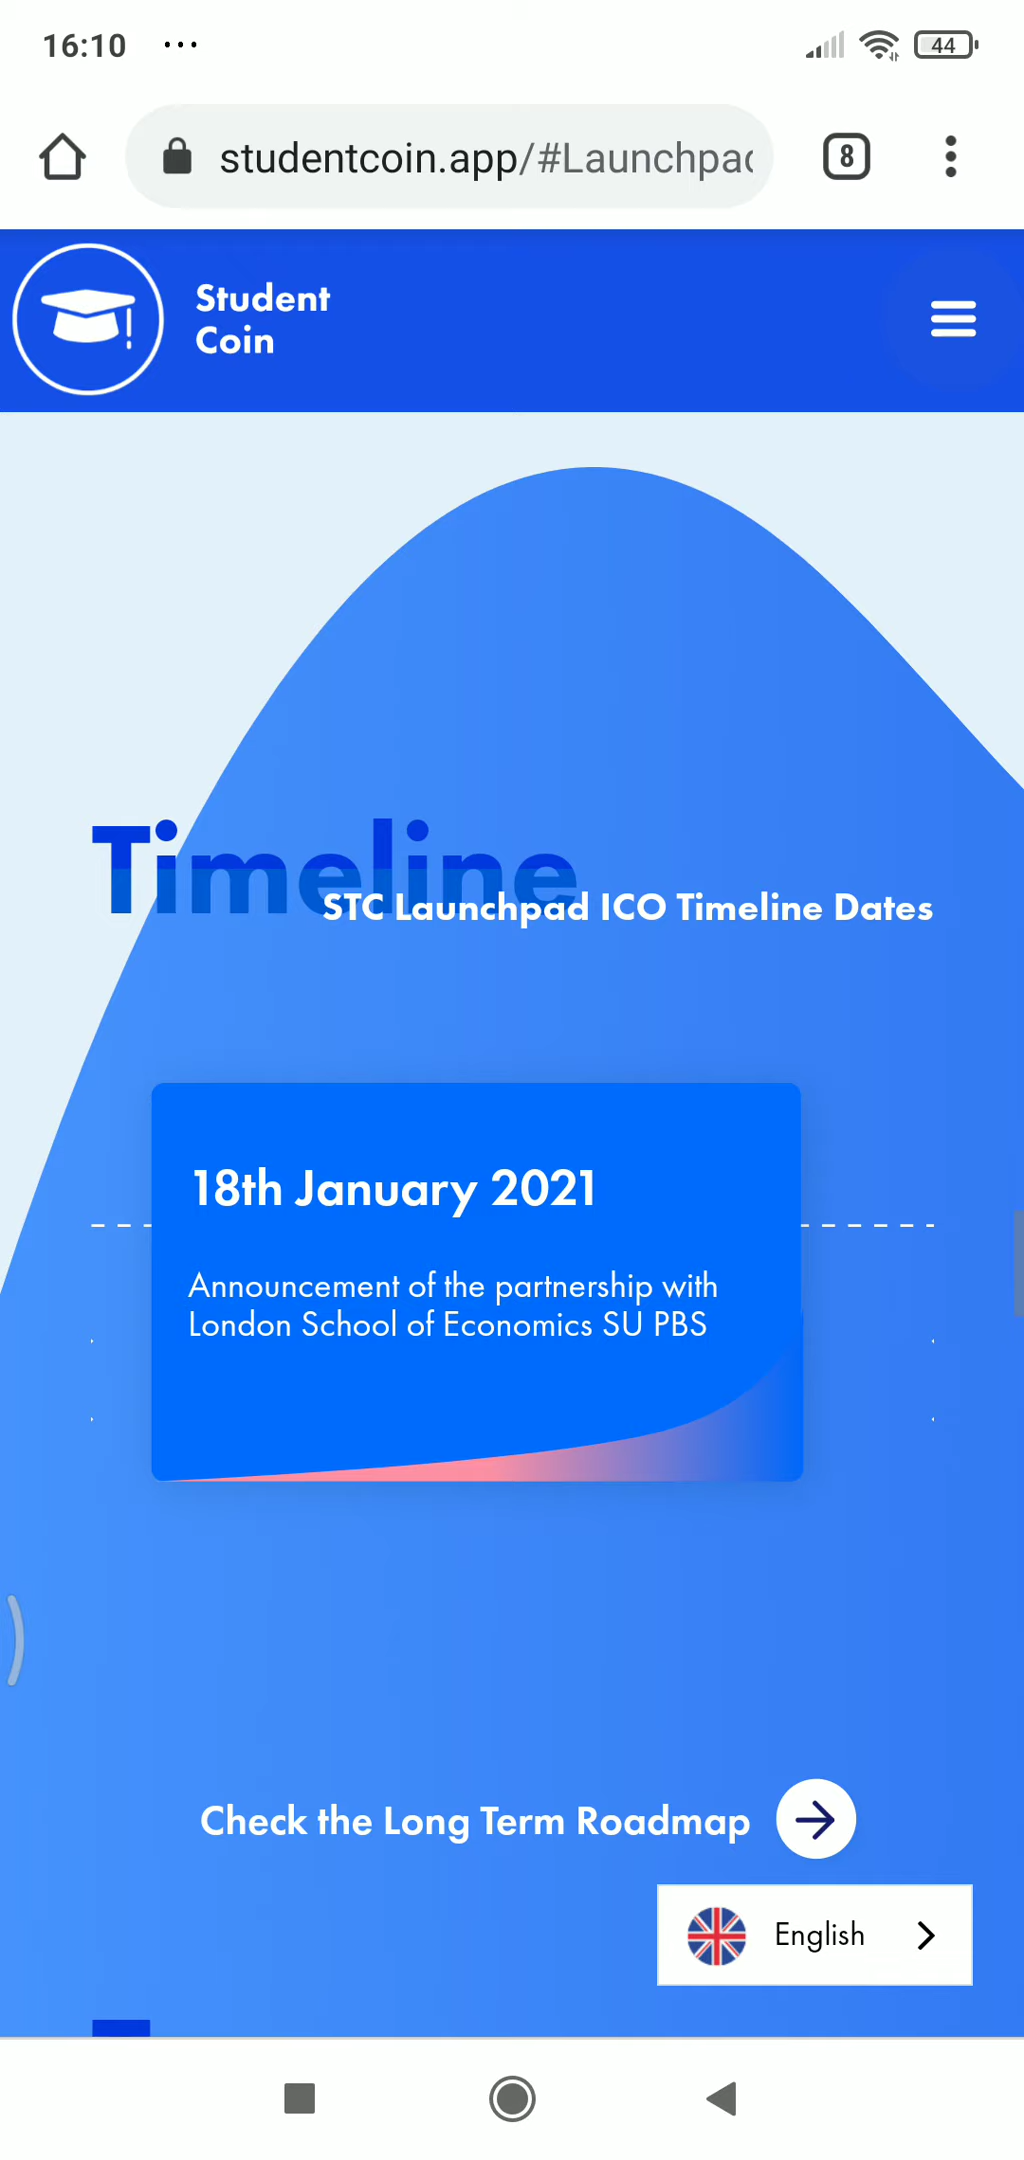 16:10 ... 44
studentcoin.app/#Launchpad
8
Student
Coin
Timeline
STC Launchpad ICO Timeline Dates
18th January 2021
Announcement of the partnership with
London School of Economics SU PBS
Check the Long Term Roadmap
English